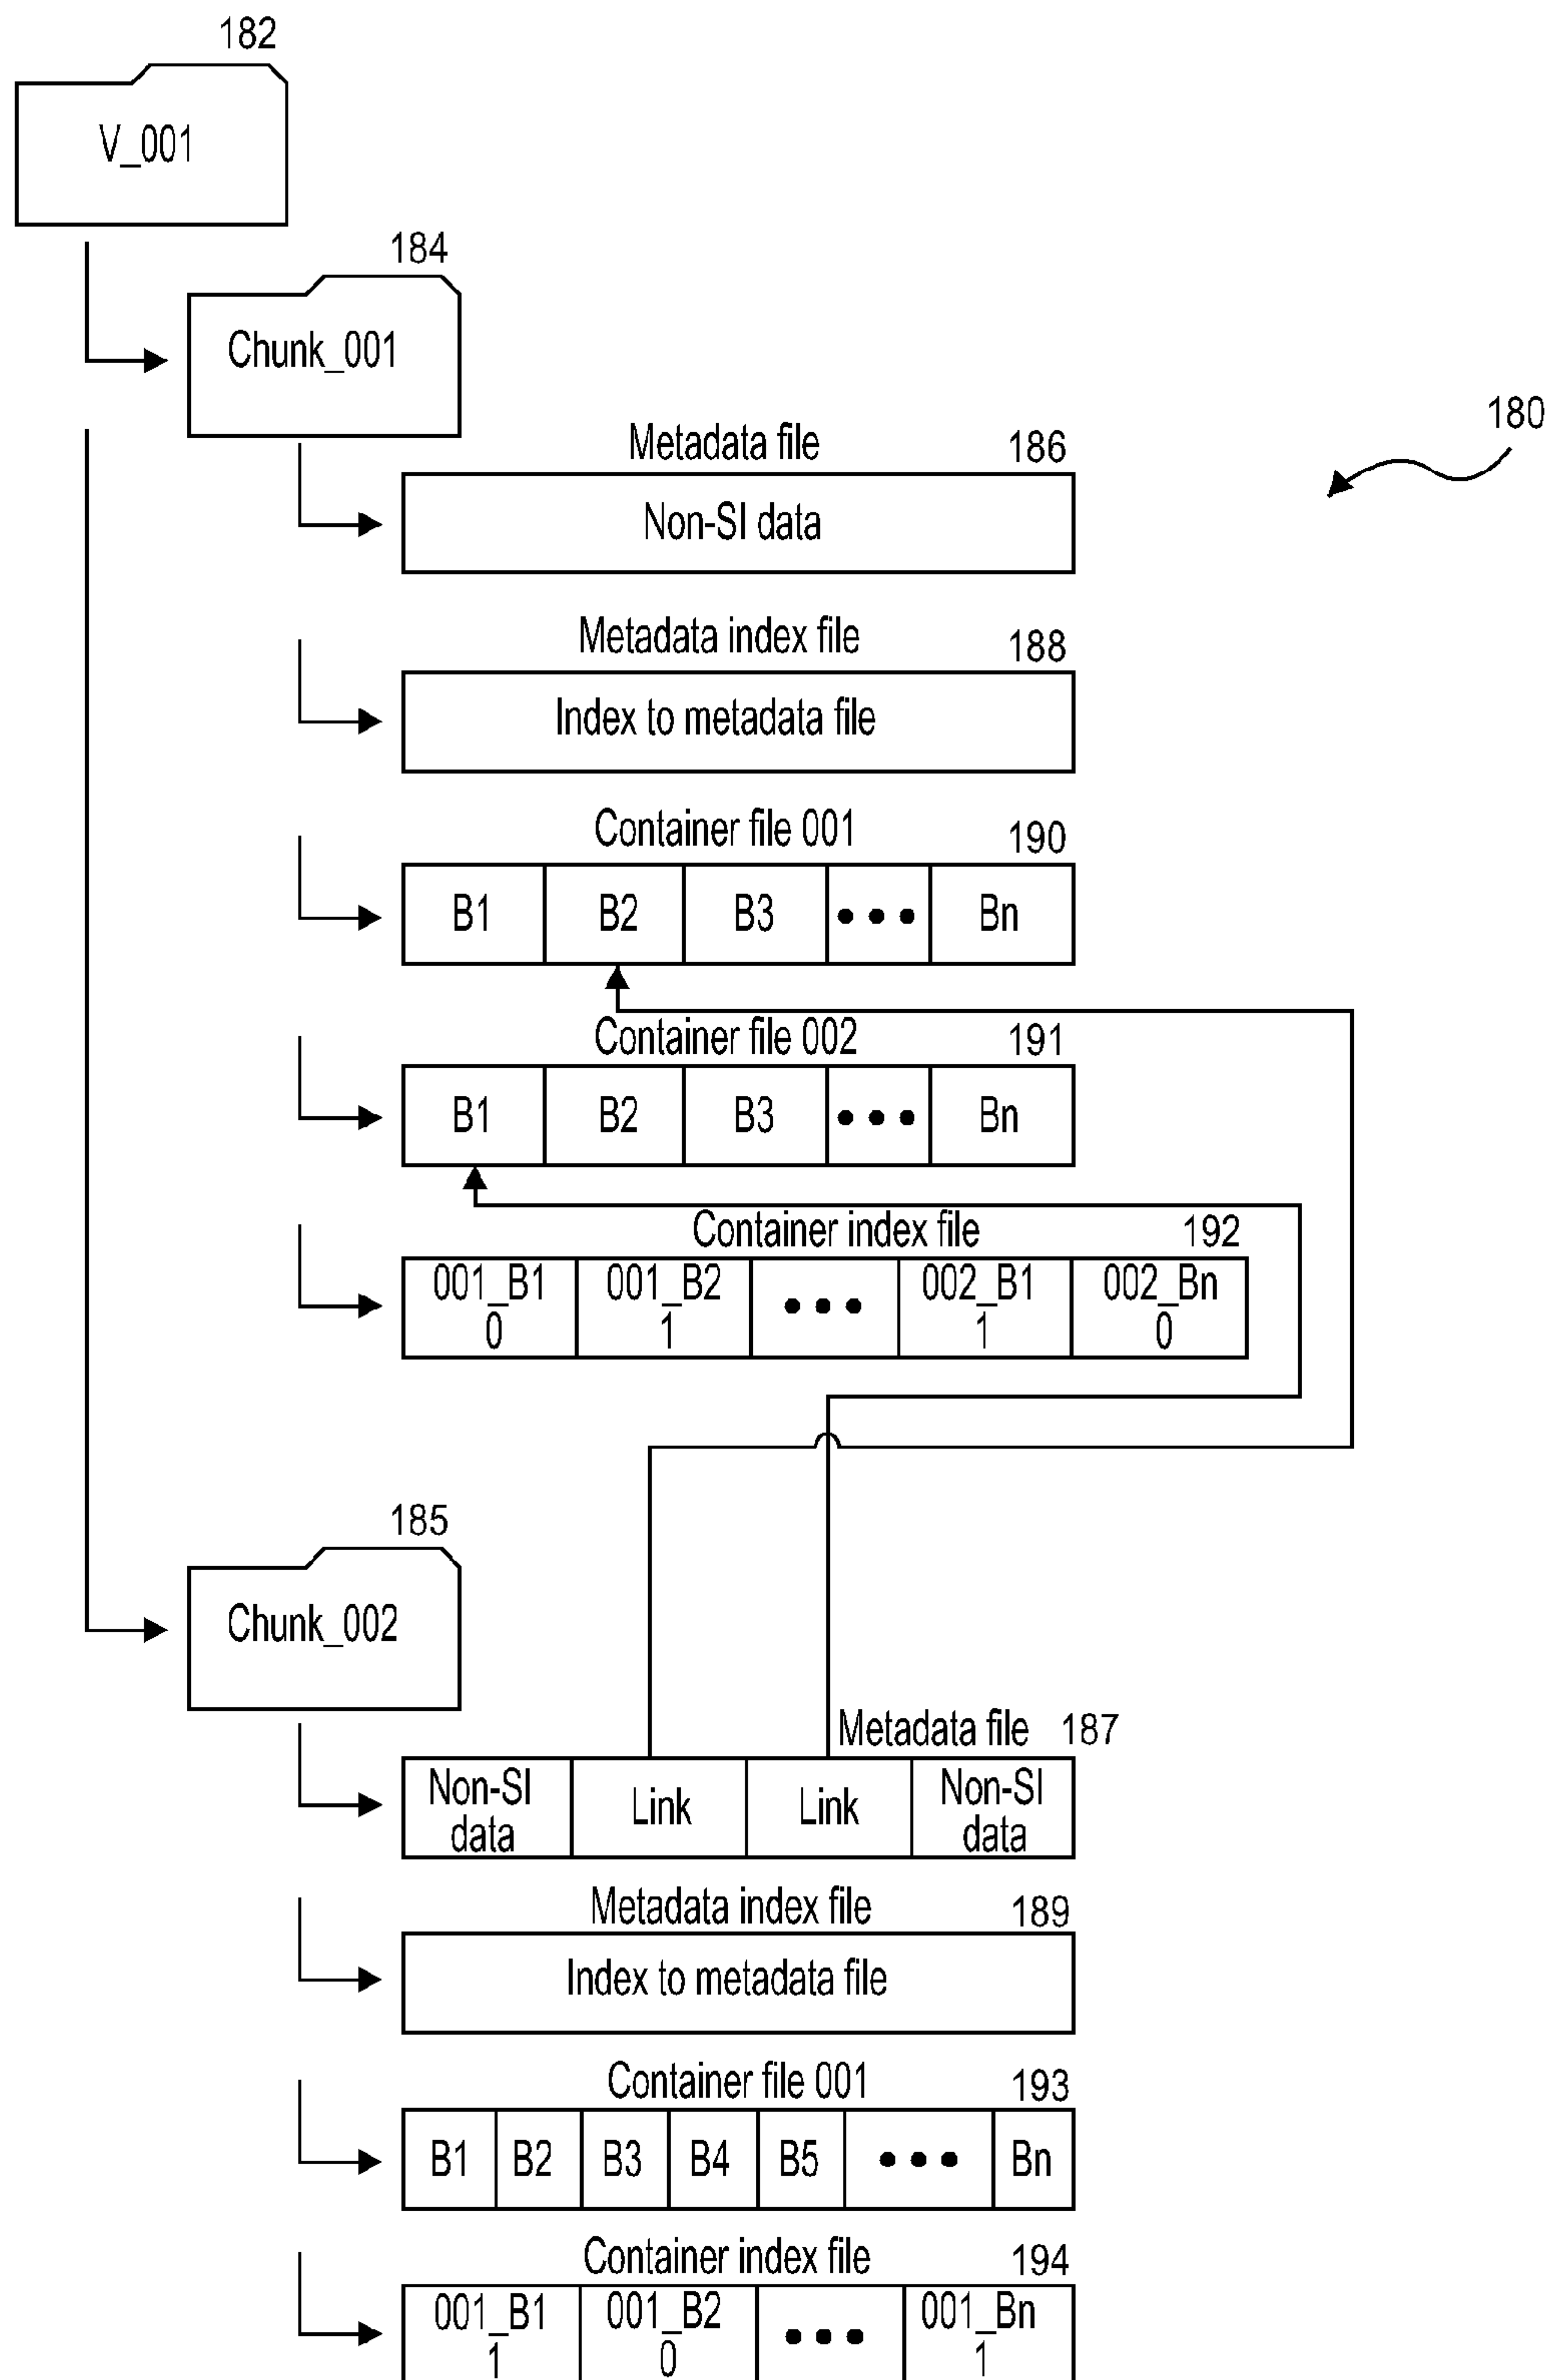 182
V_001
184
Chunk_001
180
Metadata file 186
Non-SI data
Metadata index file 188
Index to metadata file
Container file 001 190
B1 B2 B3 ••• Bn
Container file 002 191
B1 B2 B3 ••• Bn
Container index file 192
001_B1 001_B2 ••• 002_B1 002_Bn
0 1 1 0
185
Chunk_002
Metadata file 187
Non-SI Link Link Non-SI
data data
Metadata index file 189
Index to metadata file
Container file 001 193
B1 B2 B3 B4 B5 ••• Bn
Container index file 194
001_B1 001_B2 ••• 001_Bn
1 0 1